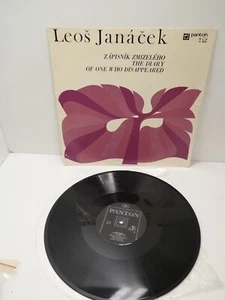 Leoš Janáček
panton
ZÁPISNÍK ZMIZELÉHO
THE DIARY
OF ONE WHO DISAPPEARED
PANTON